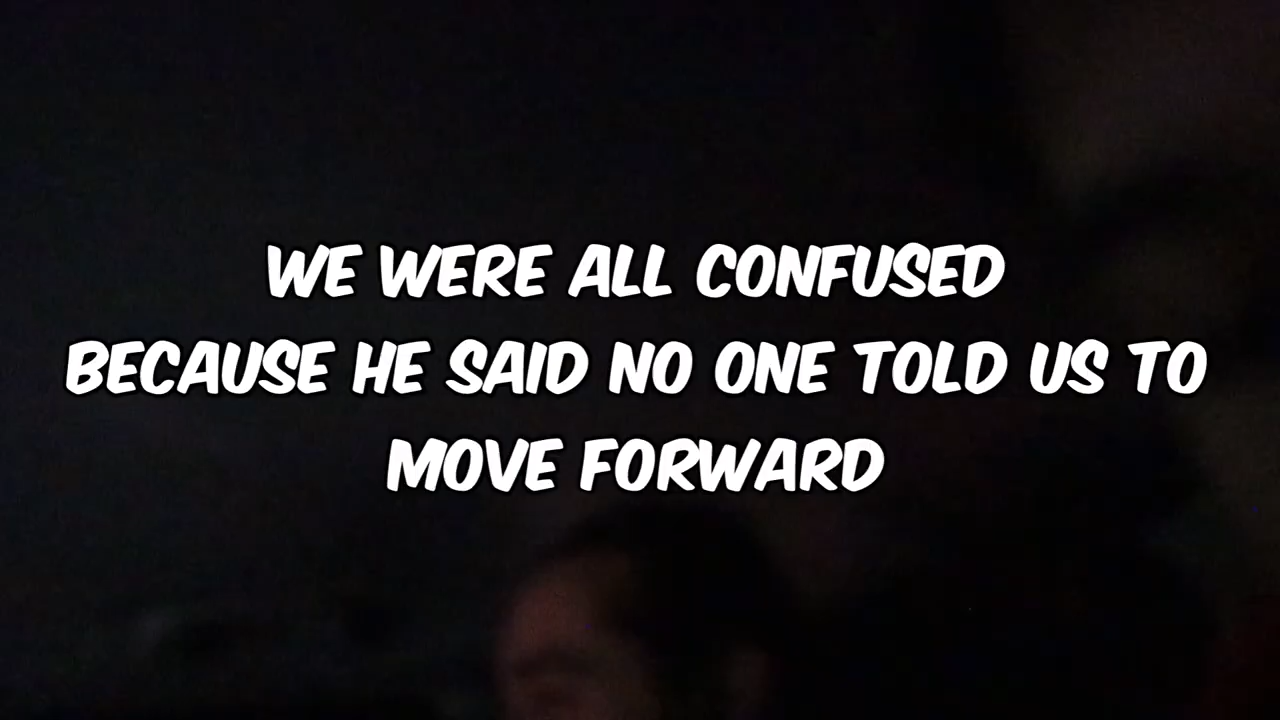 WE WERE ALL CONFUSED
BECAUSE HE SAID NO ONE TOLD US TO
MOVE FORWARD